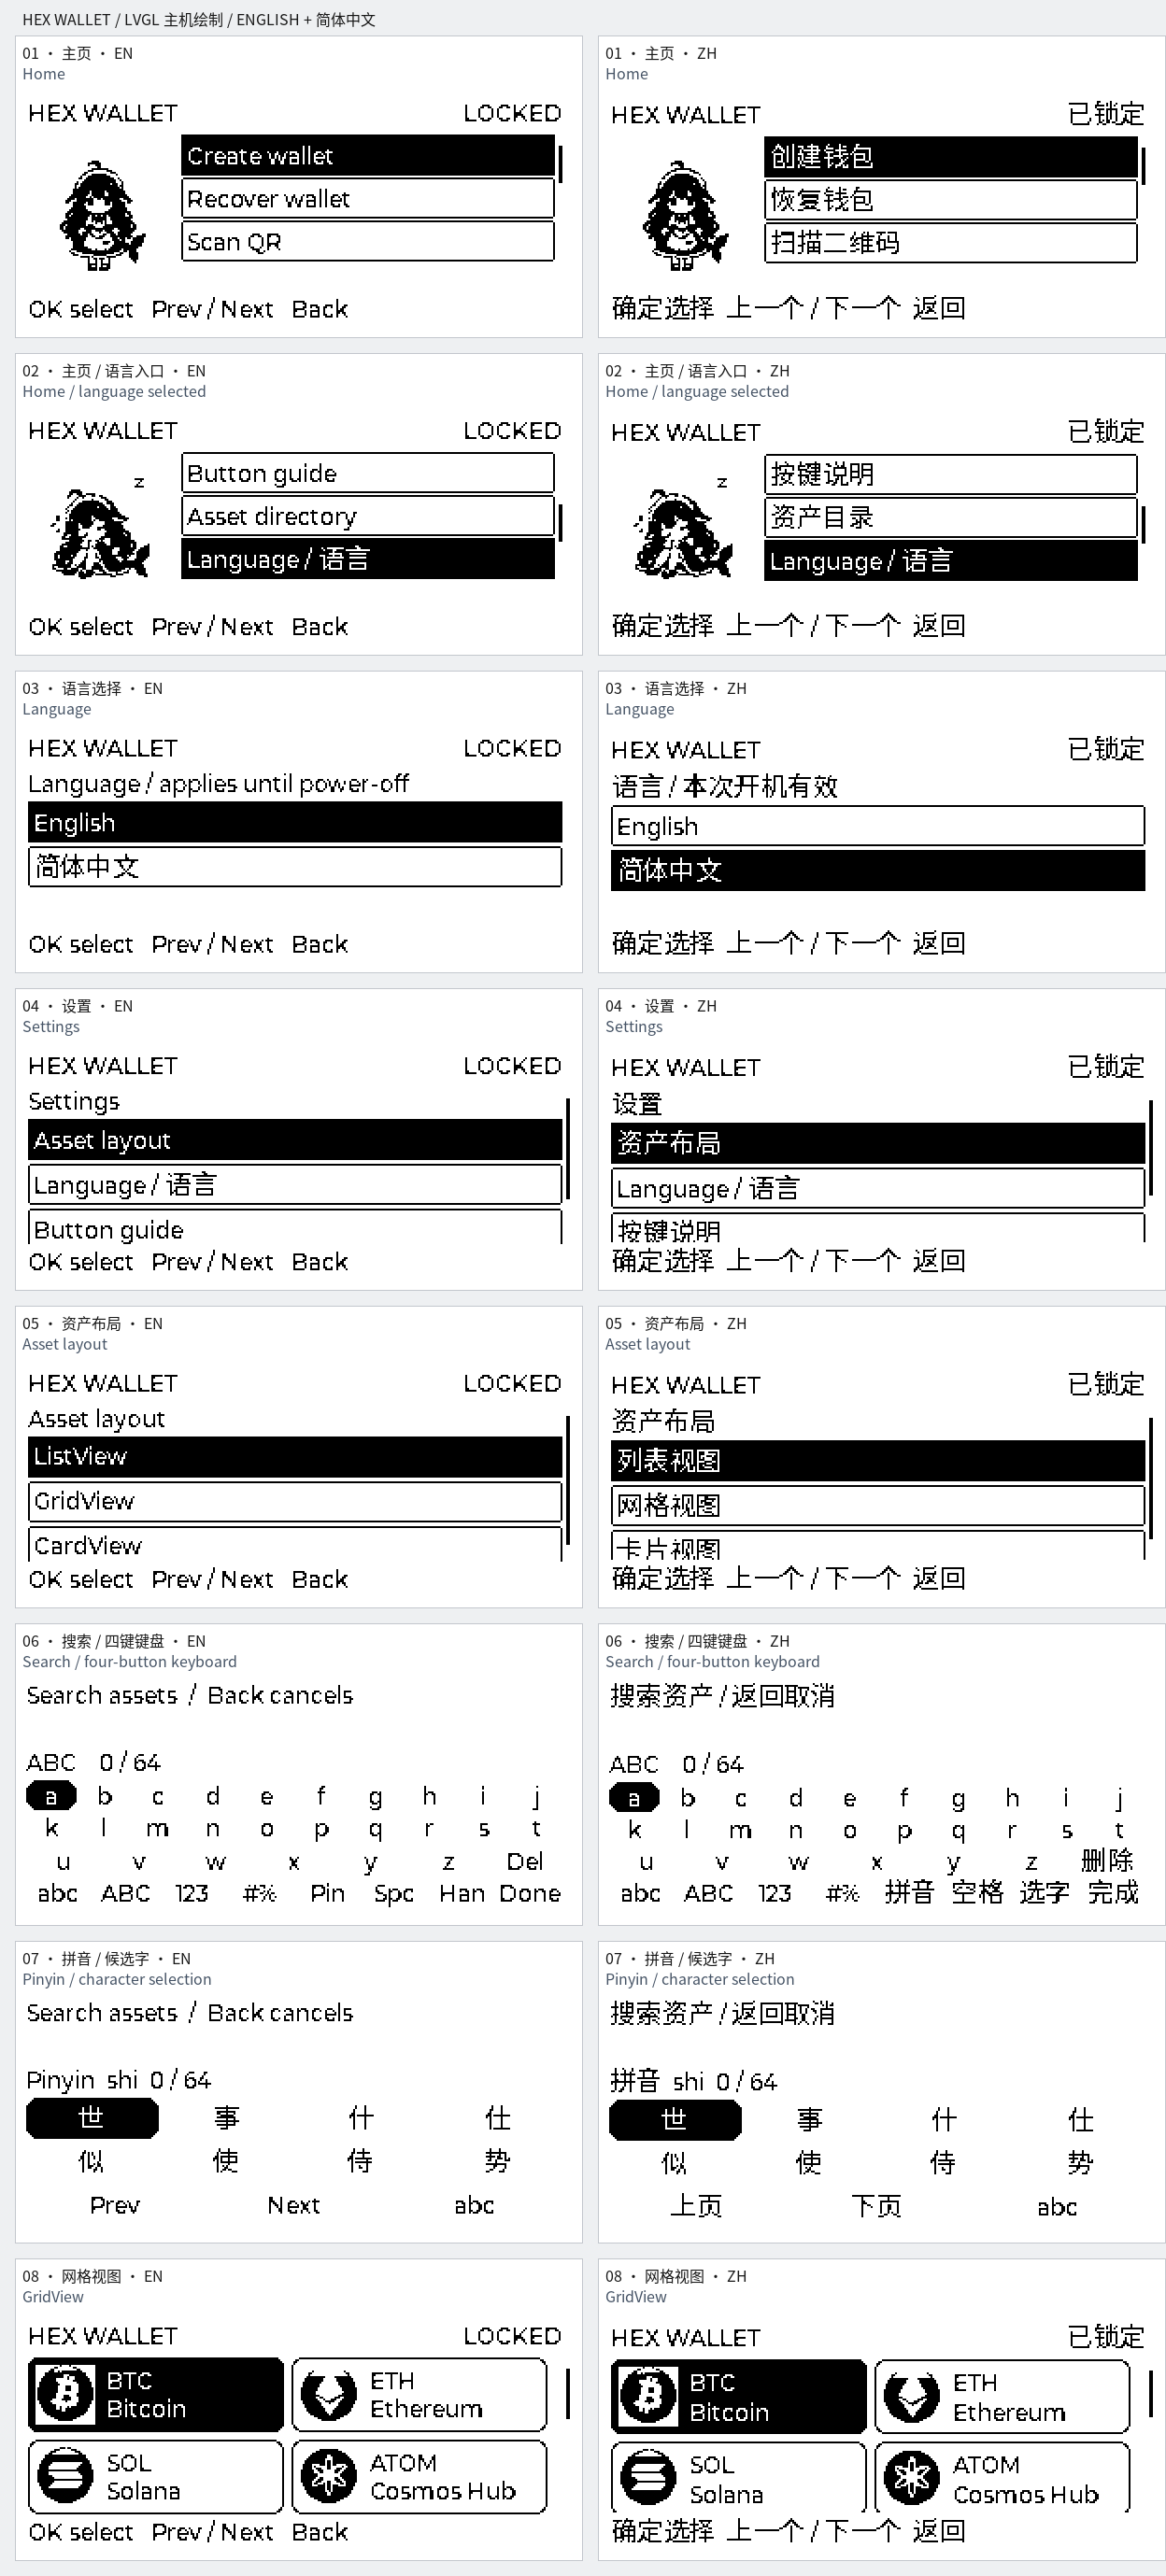 HEX WALLET / LVGL 主机绘制 / ENGLISH + 简体中文
01 · 主页 · EN
Home
HEX WALLET LOCKED
Create wallet
Recover wallet
Scan QR
OK select Prev / Next Back
01 · 主页 · ZH
Home
HEX WALLET 已锁定
创建钱包
恢复钱包
扫描二维码
确定选择 上一个 / 下一个 返回
02 · 主页 / 语言入口 · EN
Home / language selected
HEX WALLET LOCKED
z
Button guide
Asset directory
Language / 语言
OK select Prev / Next Back
02 · 主页 / 语言入口 · ZH
Home / language selected
HEX WALLET 已锁定
z
按键说明
资产目录
Language / 语言
确定选择 上一个 / 下一个 返回
03 · 语言选择 · EN
Language
HEX WALLET LOCKED
Language / applies until power-off
English
简体中文
OK select Prev / Next Back
03 · 语言选择 · ZH
Language
HEX WALLET 已锁定
语言 / 本次开机有效
English
简体中文
确定选择 上一个 / 下一个 返回
04 · 设置 · EN
Settings
HEX WALLET LOCKED
Settings
Asset layout
Language / 语言
Button guide
OK select Prev / Next Back
04 · 设置 · ZH
Settings
HEX WALLET 已锁定
设置
资产布局
Language / 语言
按键说明
确定选择 上一个 / 下一个 返回
05 · 资产布局 · EN
Asset layout
HEX WALLET LOCKED
Asset layout
ListView
GridView
CardView
OK select Prev / Next Back
05 · 资产布局 · ZH
Asset layout
HEX WALLET 已锁定
资产布局
列表视图
网格视图
卡片视图
确定选择 上一个 / 下一个 返回
06 · 搜索 / 四键键盘 · EN
Search / four-button keyboard
Search assets / Back cancels
ABC 0 / 64
a b c d e f g h i j
k l m n o p q r s t
u v w x y z Del
abc ABC 123 #% Pin Spc Han Done
06 · 搜索 / 四键键盘 · ZH
Search / four-button keyboard
搜索资产 / 返回取消
ABC 0 / 64
a b c d e f g h i j
k l m n o p q r s t
u v w x y z 删除
abc ABC 123 #% 拼音 空格 选字 完成
07 · 拼音 / 候选字 · EN
Pinyin / character selection
Search assets / Back cancels
Pinyin shi 0 / 64
世 事 什 仕
似 使 侍 势
Prev Next abc
07 · 拼音 / 候选字 · ZH
Pinyin / character selection
搜索资产 / 返回取消
拼音 shi 0 / 64
世 事 什 仕
似 使 侍 势
上页 下页 abc
08 · 网格视图 · EN
GridView
HEX WALLET LOCKED
BTC ETH
Bitcoin Ethereum
SOL ATOM
Solana Cosmos Hub
OK select Prev / Next Back
08 · 网格视图 · ZH
GridView
HEX WALLET 已锁定
BTC ETH
Bitcoin Ethereum
SOL ATOM
Solana Cosmos Hub
确定选择 上一个 / 下一个 返回